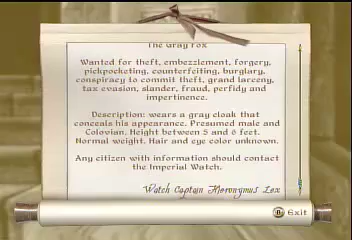 The Gray Fox
Wanted for theft, embezzlement, forgery,
pickpocketing, counterfeiting, burglary,
conspiracy to commit theft, grand larceny,
tax evasion, slander, fraud, perfidy and
impertinence.
Description: wears a gray cloak that
conceals his appearance. Presumed male and
Colovian. Height between 5 and 6 feet.
Normal weight. Hair and eye color unknown.
Any citizen with information should contact
the Imperial Watch.
Watch Captain Hieronymus Lex
B Exit